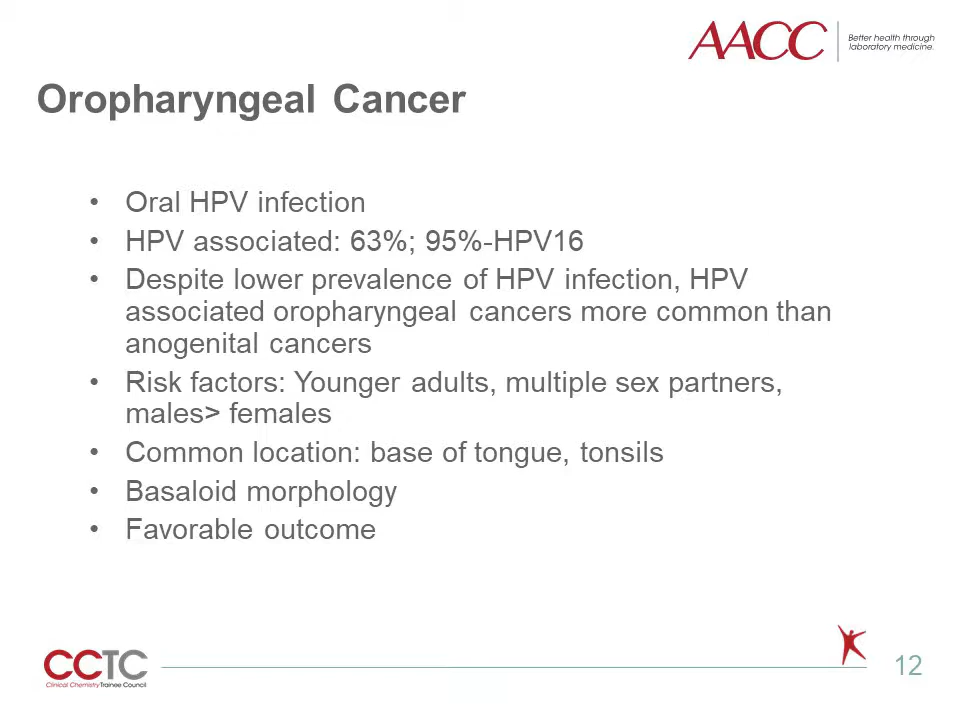 AACC
Better health through
laboratory medicine.
Oropharyngeal Cancer
• Oral HPV infection
• HPV associated: 63%; 95%-HPV16
• Despite lower prevalence of HPV infection, HPV
associated oropharyngeal cancers more common than
anogenital cancers
• Risk factors: Younger adults, multiple sex partners,
males> females
• Common location: base of tongue, tonsils
• Basaloid morphology
• Favorable outcome
CCTC
Clinical Chemistry Trainee Council
12